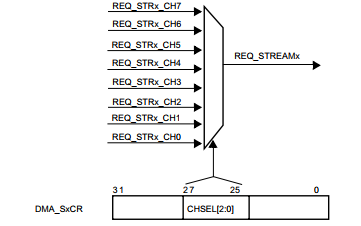 REQ_STRx_CH7
REQ_STRx_CH6
REQ_STRx_CH5
REQ_STREAMx
REQ_STRx_CH4
REQ_STRx_CH3
REQ_STRx_CH2
REQ_STRx_CH1
REQ_STRx_CH0
31 27 25 0
DMA_SxCR CHSEL[2:0]